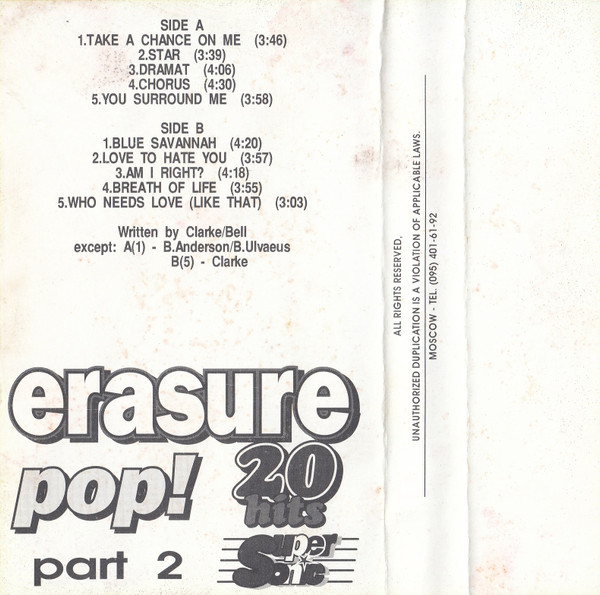 SIDE A
1.TAKE A CHANCE ON ME (3:46)
2.STAR (3:39)
3.DRAMAT (4:06)
4.CHORUS (4:30)
5.YOU SURROUND ME (3:58)
SIDE B
1.BLUE SAVANNAH (4:20)
2.LOVE TO HATE YOU (3:57)
3.AM I RIGHT? (4:18)
4.BREATH OF LIFE (3:55)
5.WHO NEEDS LOVE (LIKE THAT) (3:03)
Written by Clarke/Bell
except: A(1) - B.Anderson/B.Ulvaeus
B(5) - Clarke
erasure
pop!
20
hits
part 2
Super
Sonic
ALL RIGHTS RESERVED,
UNAUTHORIZED DUPLICATION IS A VIOLATION OF APPLICABLE LAWS.
MOSCOW - TEL. (095) 401-61-92